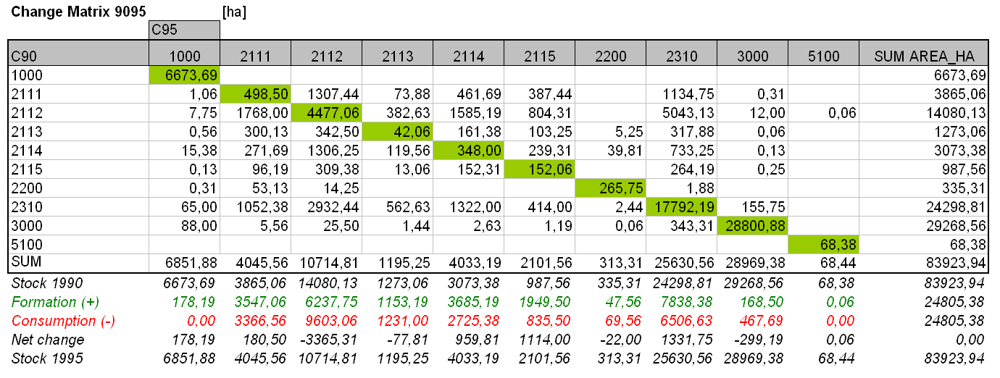 Change Matrix 9095 [ha]
C95
C90 1000 2111 2112 2113 2114 2115 2200 2310 3000 5100 SUM AREA_HA
1000 6673,69 6673,69
2111 1,06 498,50 1307,44 73,88 461,69 387,44 1134,75 0,31 3865,06
2112 7,75 1768,00 4477,06 382,63 1585,19 804,31 5043,13 12,00 0,06 14080,13
2113 0,56 300,13 342,50 42,06 161,38 103,25 5,25 317,88 0,06 1273,06
2114 15,38 271,69 1306,25 119,56 348,00 239,31 39,81 733,25 0,13 3073,38
2115 0,13 96,19 309,38 13,06 152,31 152,06 264,19 0,25 987,56
2200 0,31 53,13 14,25 265,75 1,88 335,31
2310 65,00 1052,38 2932,44 562,63 1322,00 414,00 2,44 17792,19 155,75 24298,81
3000 88,00 5,56 25,50 1,44 2,63 1,19 0,06 343,31 28800,88 29268,56
5100 68,38 68,38
SUM 6851,88 4045,56 10714,81 1195,25 4033,19 2101,56 313,31 25630,56 28969,38 68,44 83923,94
Stock 1990 6673,69 3865,06 14080,13 1273,06 3073,38 987,56 335,31 24298,81 29268,56 68,38 83923,94
Formation (+) 178,19 3547,06 6237,75 1153,19 3685,19 1949,50 47,56 7838,38 168,50 0,06 24805,38
Consumption (-) 0,00 3366,56 9603,06 1231,00 2725,38 835,50 69,56 6506,63 467,69 0,00 24805,38
Net change 178,19 180,50 -3365,31 -77,81 959,81 1114,00 -22,00 1331,75 -299,19 0,06 0,00
Stock 1995 6851,88 4045,56 10714,81 1195,25 4033,19 2101,56 313,31 25630,56 28969,38 68,44 83923,94